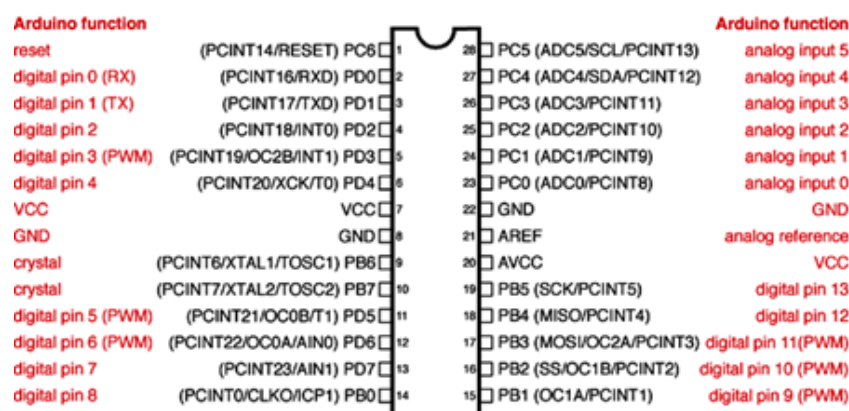 Arduino function Arduino function
reset (PCINT14/RESET) PC6 1 28 PC5 (ADC5/SCL/PCINT13) analog input 5
digital pin 0 (RX) (PCINT16/RXD) PD0 2 27 PC4 (ADC4/SDA/PCINT12) analog input 4
digital pin 1 (TX) (PCINT17/TXD) PD1 3 26 PC3 (ADC3/PCINT11) analog input 3
digital pin 2 (PCINT18/INT0) PD2 4 25 PC2 (ADC2/PCINT10) analog input 2
digital pin 3 (PWM) (PCINT19/OC2B/INT1) PD3 5 24 PC1 (ADC1/PCINT9) analog input 1
digital pin 4 (PCINT20/XCK/T0) PD4 6 23 PC0 (ADC0/PCINT8) analog input 0
VCC VCC 7 22 GND GND
GND GND 8 21 AREF analog reference
crystal (PCINT6/XTAL1/TOSC1) PB6 9 20 AVCC VCC
crystal (PCINT7/XTAL2/TOSC2) PB7 10 19 PB5 (SCK/PCINT5) digital pin 13
digital pin 5 (PWM) (PCINT21/OC0B/T1) PD5 11 18 PB4 (MISO/PCINT4) digital pin 12
digital pin 6 (PWM) (PCINT22/OC0A/AIN0) PD6 12 17 PB3 (MOSI/OC2A/PCINT3) digital pin 11(PWM)
digital pin 7 (PCINT23/AIN1) PD7 13 16 PB2 (SS/OC1B/PCINT2) digital pin 10 (PWM)
digital pin 8 (PCINT0/CLKO/ICP1) PB0 14 15 PB1 (OC1A/PCINT1) digital pin 9 (PWM)